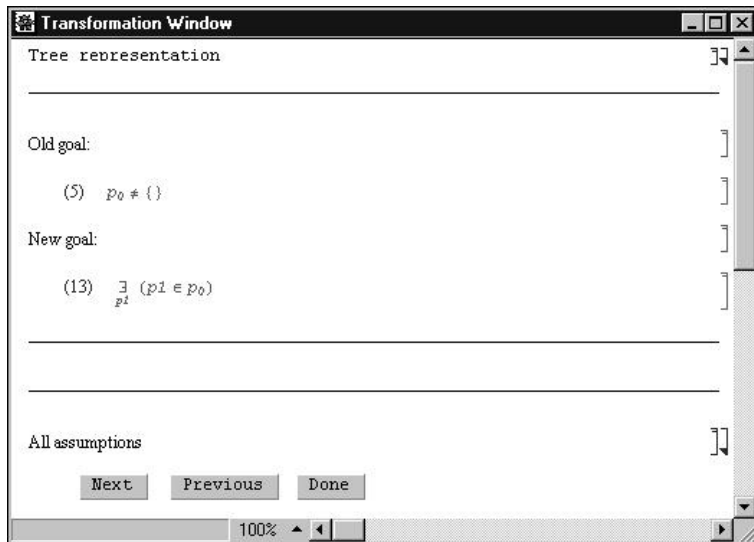 Transformation Window
Tree representation
Old goal:
(5) p₀ ≠ {}
New goal:
(13) ∃ (p1 ∈ p₀)
p1
All assumptions
Next Previous Done
100%